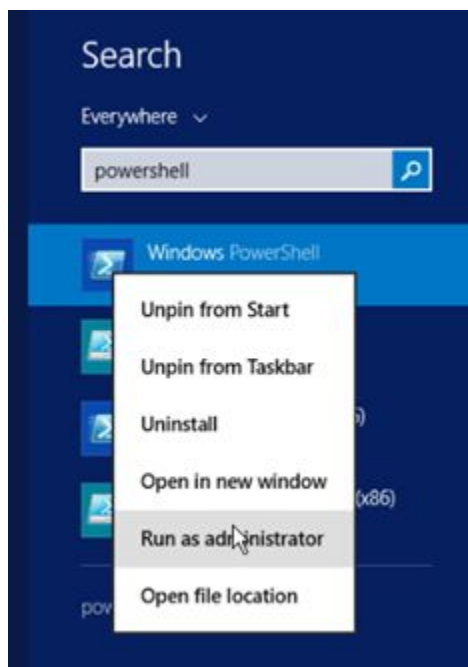 Search
Everywhere
powershell
Windows PowerShell
Unpin from Start
Unpin from Taskbar
Uninstall
)
Open in new window
(x86)
Run as administrator
Open file location
pow